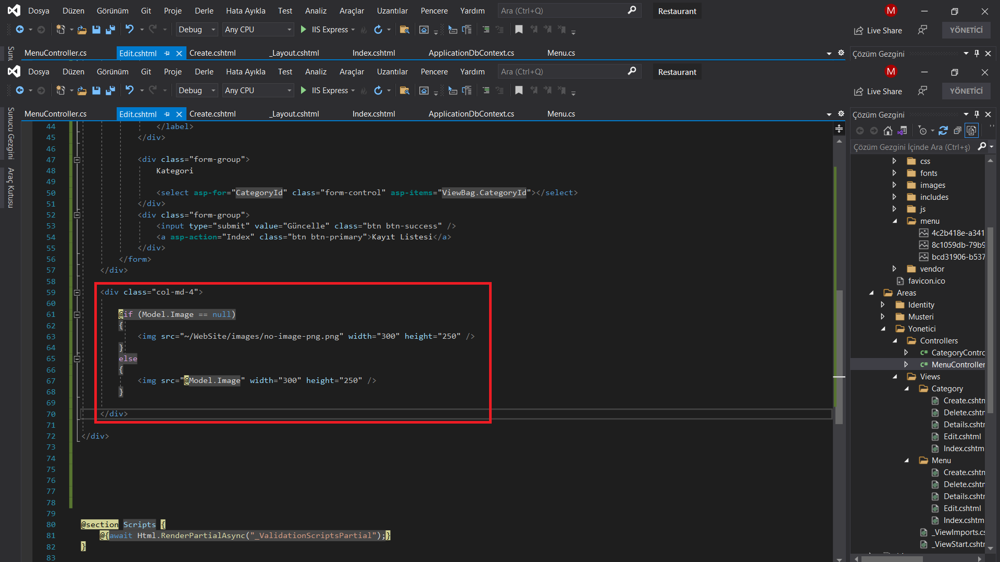 Dosya Düzen Görünüm Git Proje Derle Hata Ayıkla Test Analiz Araçlar Uzantılar Pencere Yardım Ara (Ctrl+Q) Restaurant M
Debug Any CPU IIS Express Live Share YÖNETİCİ
MenuController.cs Edit.cshtml Create.cshtml _Layout.cshtml Index.cshtml ApplicationDbContext.cs Menu.cs Çözüm Gezgini
Dosya Düzen Görünüm Git Proje Derle Hata Ayıkla Test Analiz Araçlar Uzantılar Pencere Yardım Ara (Ctrl+Q) Restaurant M
Debug Any CPU IIS Express Live Share YÖNETİCİ
MenuController.cs Edit.cshtml Create.cshtml _Layout.cshtml Index.cshtml ApplicationDbContext.cs Menu.cs
Sunucu Gezgini
Araç Kutusu
44 </label>
45 </div>
46
47 <div class="form-group">
48 Kategori
49
50 <select asp-for="CategoryId" class="form-control" asp-items="ViewBag.CategoryId"></select>
51 </div>
52 <div class="form-group">
53 <input type="submit" value="Güncelle" class="btn btn-success" />
54 <a asp-action="Index" class="btn btn-primary">Kayıt Listesi</a>
55 </div>
56 </form>
57 </div>
58
59 <div class="col-md-4">
60
61 @if (Model.Image == null)
62 {
63 <img src="~/WebSite/images/no-image-png.png" width="300" height="250" />
64 }
65 else
66 {
67 <img src="@Model.Image" width="300" height="250" />
68 }
69
70 </div>
71
72 </div>
73
74
75
76
77
78
79
80 @section Scripts {
81 @{await Html.RenderPartialAsync("_ValidationScriptsPartial");}
82 }
83
Çözüm Gezgini
Çözüm Gezgini İçinde Ara (Ctrl+ş)
css
fonts
images
includes
js
menu
4c2b418e-a341
8c1059db-79b9
bcd31906-b537
vendor
favicon.ico
Areas
Identity
Musteri
Yonetici
Controllers
C# CategoryContro
C# MenuController
Views
Category
Create.cshtm
Delete.cshtm
Details.cshtm
Edit.cshtml
Index.cshtm
Menu
Create.cshtm
Delete.cshtm
Details.cshtm
Edit.cshtml
Index.cshtm
_ViewImports.cs
_ViewStart.cshtm